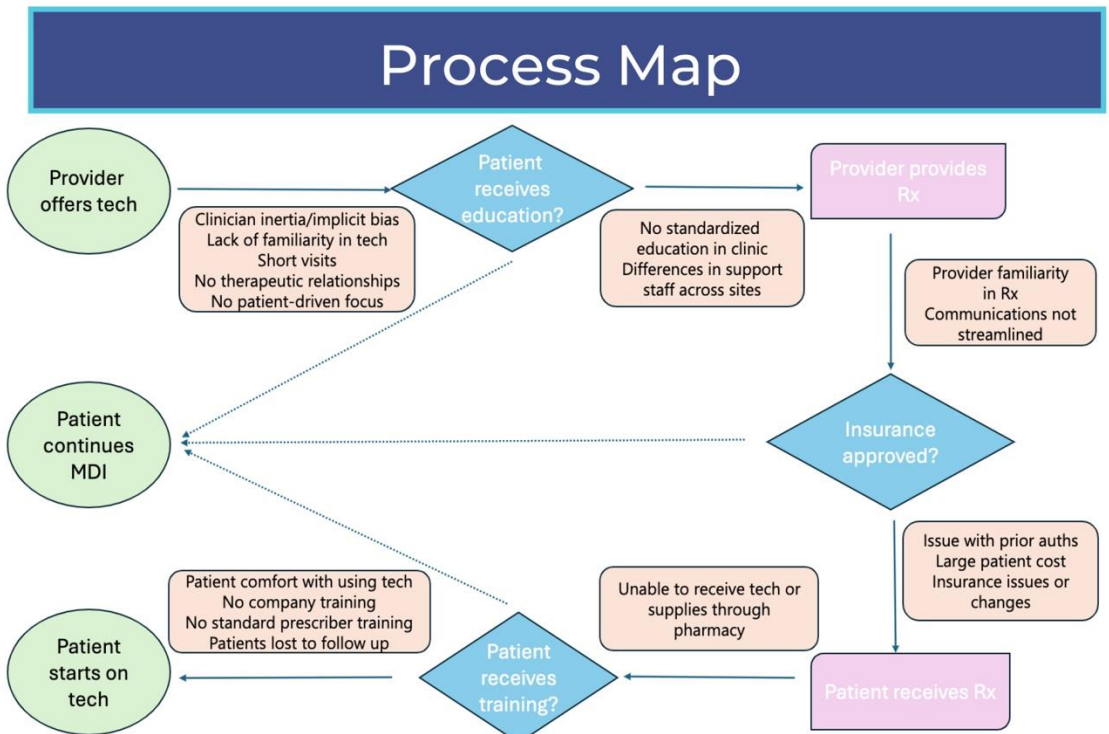 Process Map
Provider
offers tech
Clinician inertia/implicit bias
Lack of familiarity in tech
Short visits
No therapeutic relationships
No patient-driven focus
Patient
receives
education?
No standardized
education in clinic
Differences in support
staff across sites
Provider provides
Rx
Provider familiarity
in Rx
Communications not
streamlined
Patient
continues
MDI
Insurance
approved?
Issue with prior auths
Large patient cost
Insurance issues or
changes
Patient receives Rx
Unable to receive tech or
supplies through
pharmacy
Patient
receives
training?
Patient comfort with using tech
No company training
No standard prescriber training
Patients lost to follow up
Patient
starts on
tech